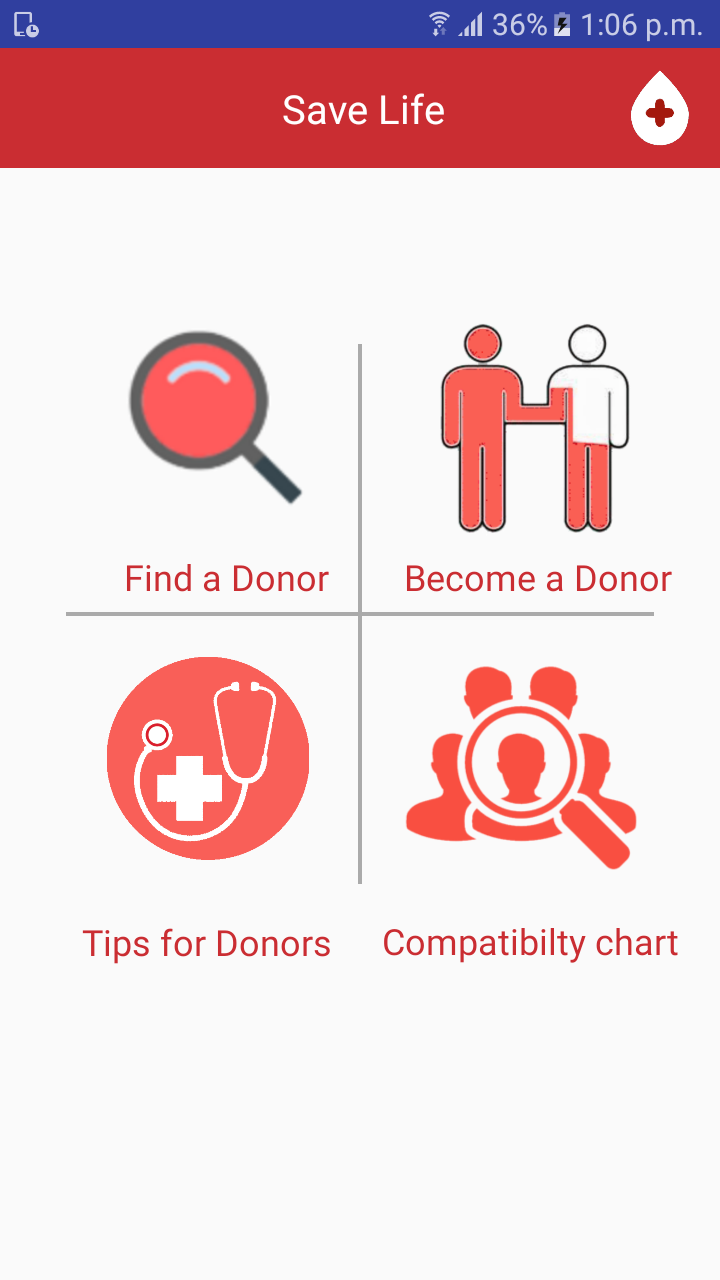 36% 1:06 p.m.
Save Life
Find a Donor
Become a Donor
Tips for Donors
Compatibilty chart